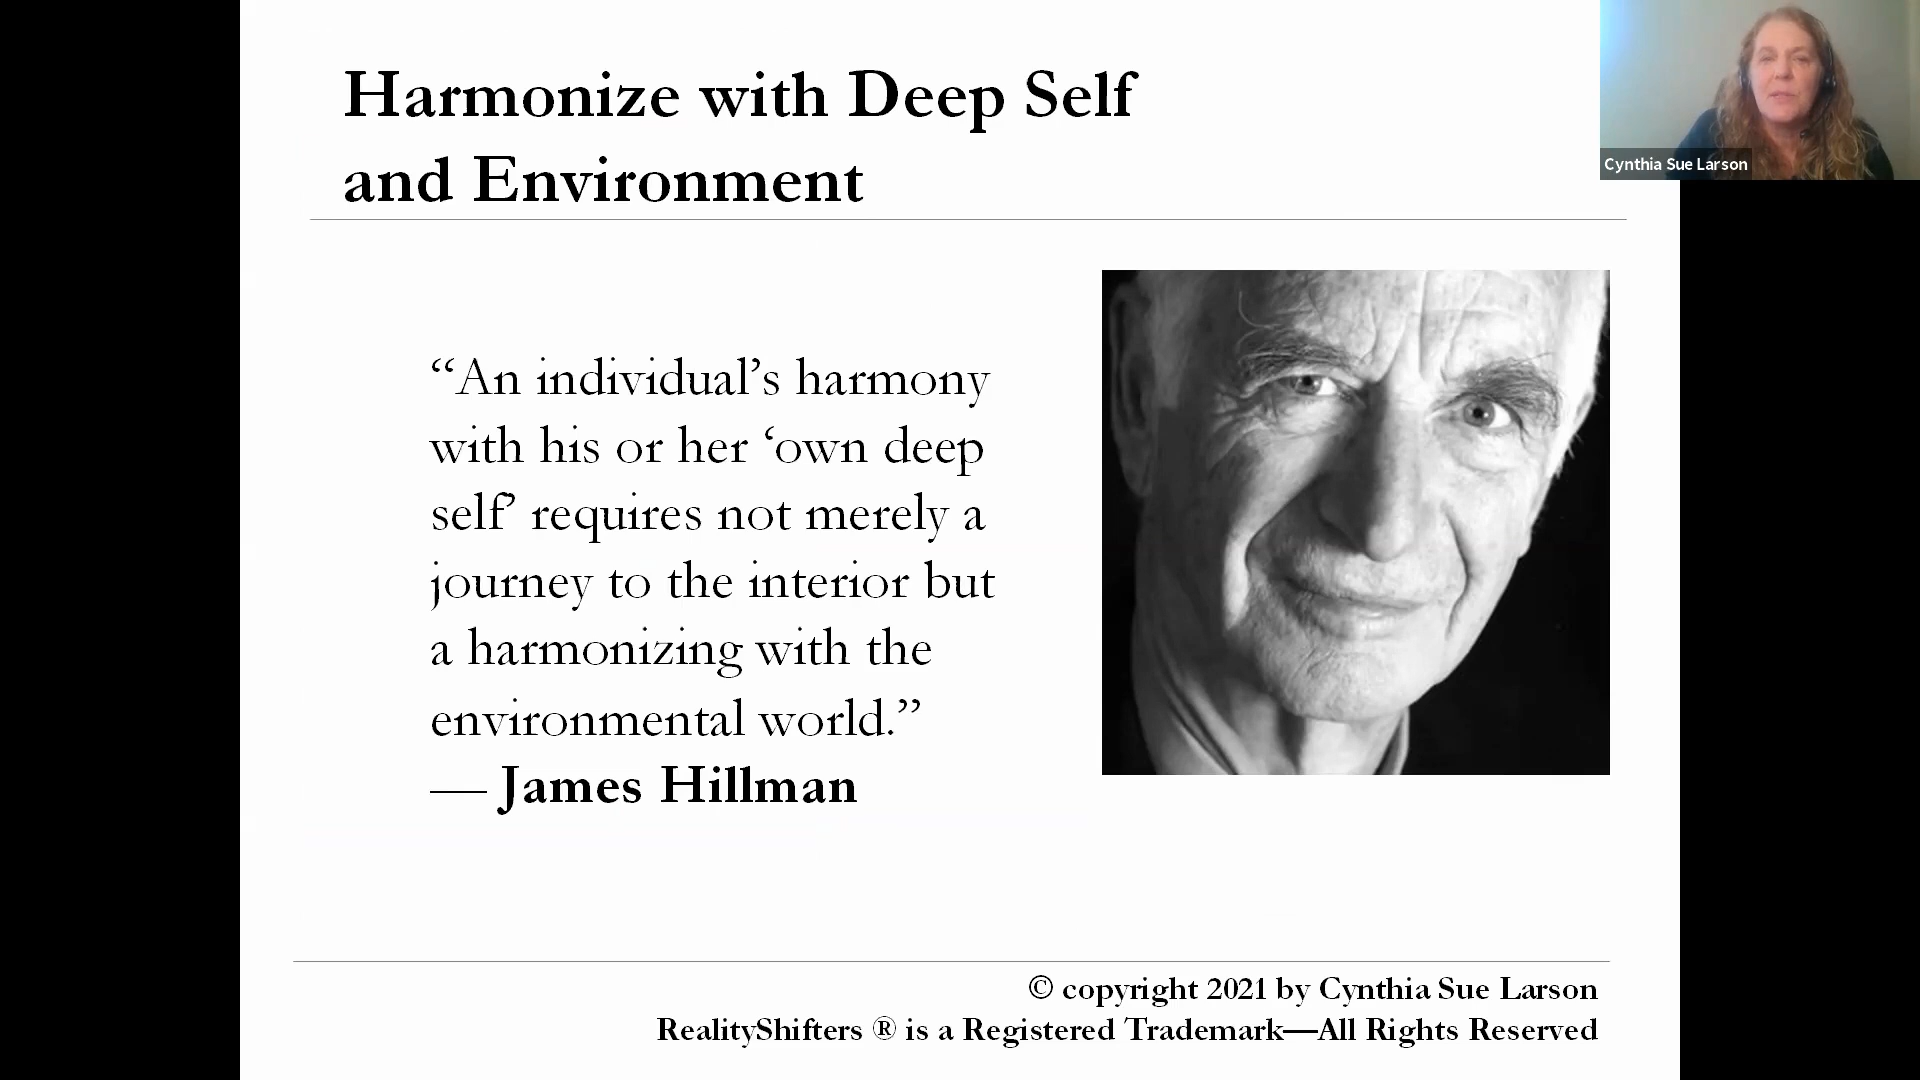 Harmonize with Deep Self
and Environment
Cynthia Sue Larson
“An individual’s harmony
with his or her ‘own deep
self’ requires not merely a
journey to the interior but
a harmonizing with the
environmental world.”
— James Hillman
© copyright 2021 by Cynthia Sue Larson
RealityShifters ® is a Registered Trademark—All Rights Reserved